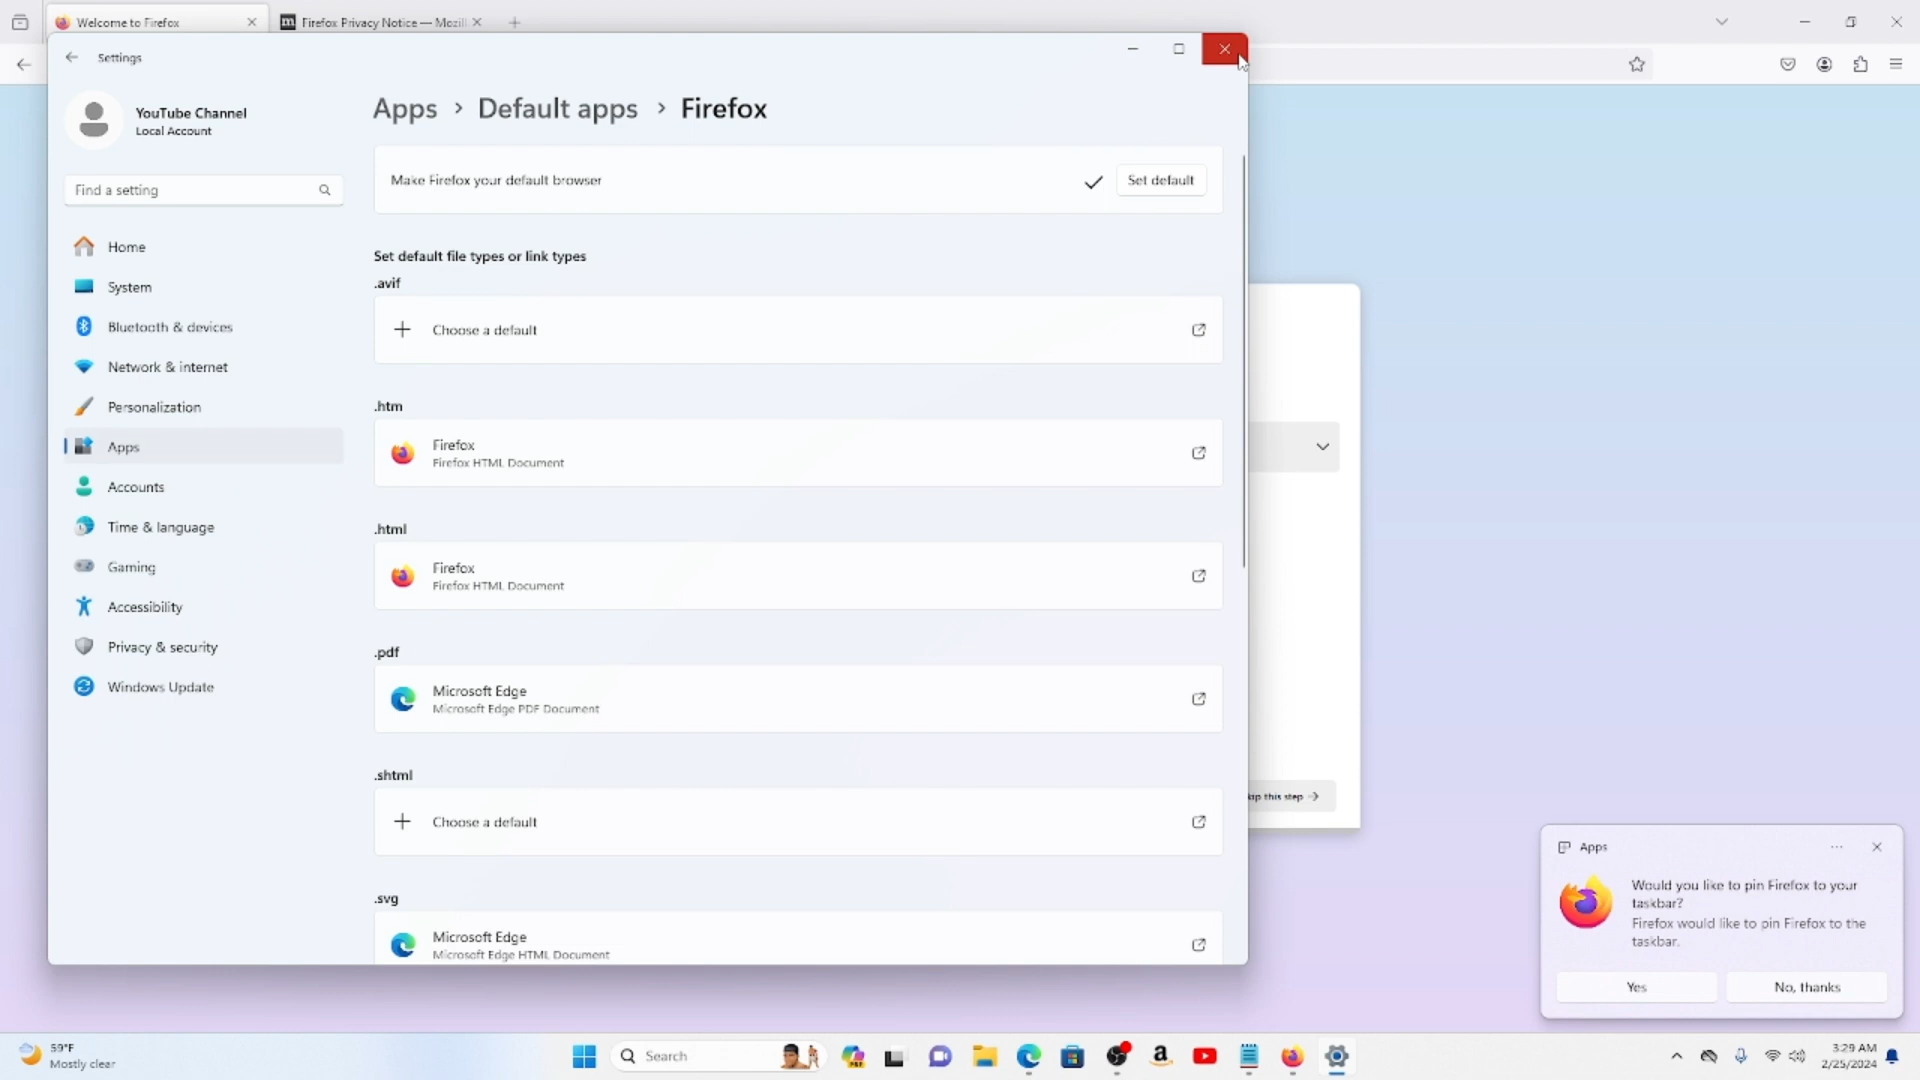 Welcome to Firefox
Firefox Privacy Notice — Mozil
Settings
YouTube Channel
Local Account
Find a setting
Home
System
Bluetooth & devices
Network & internet
Personalization
Apps
Accounts
Time & language
Gaming
Accessibility
Privacy & security
Windows Update
Apps > Default apps > Firefox
Make Firefox your default browser
Set default
Set default file types or link types
.avif
Choose a default
.htm
Firefox
Firefox HTML Document
.html
Firefox
Firefox HTML Document
.pdf
Microsoft Edge
Microsoft Edge PDF Document
.shtml
Choose a default
.svg
Microsoft Edge
Microsoft Edge HTML Document
kip this step
Apps
Would you like to pin Firefox to your
taskbar?
Firefox would like to pin Firefox to the
taskbar.
Yes
No, thanks
59°F
Mostly clear
Search
3:29 AM
2/25/2024